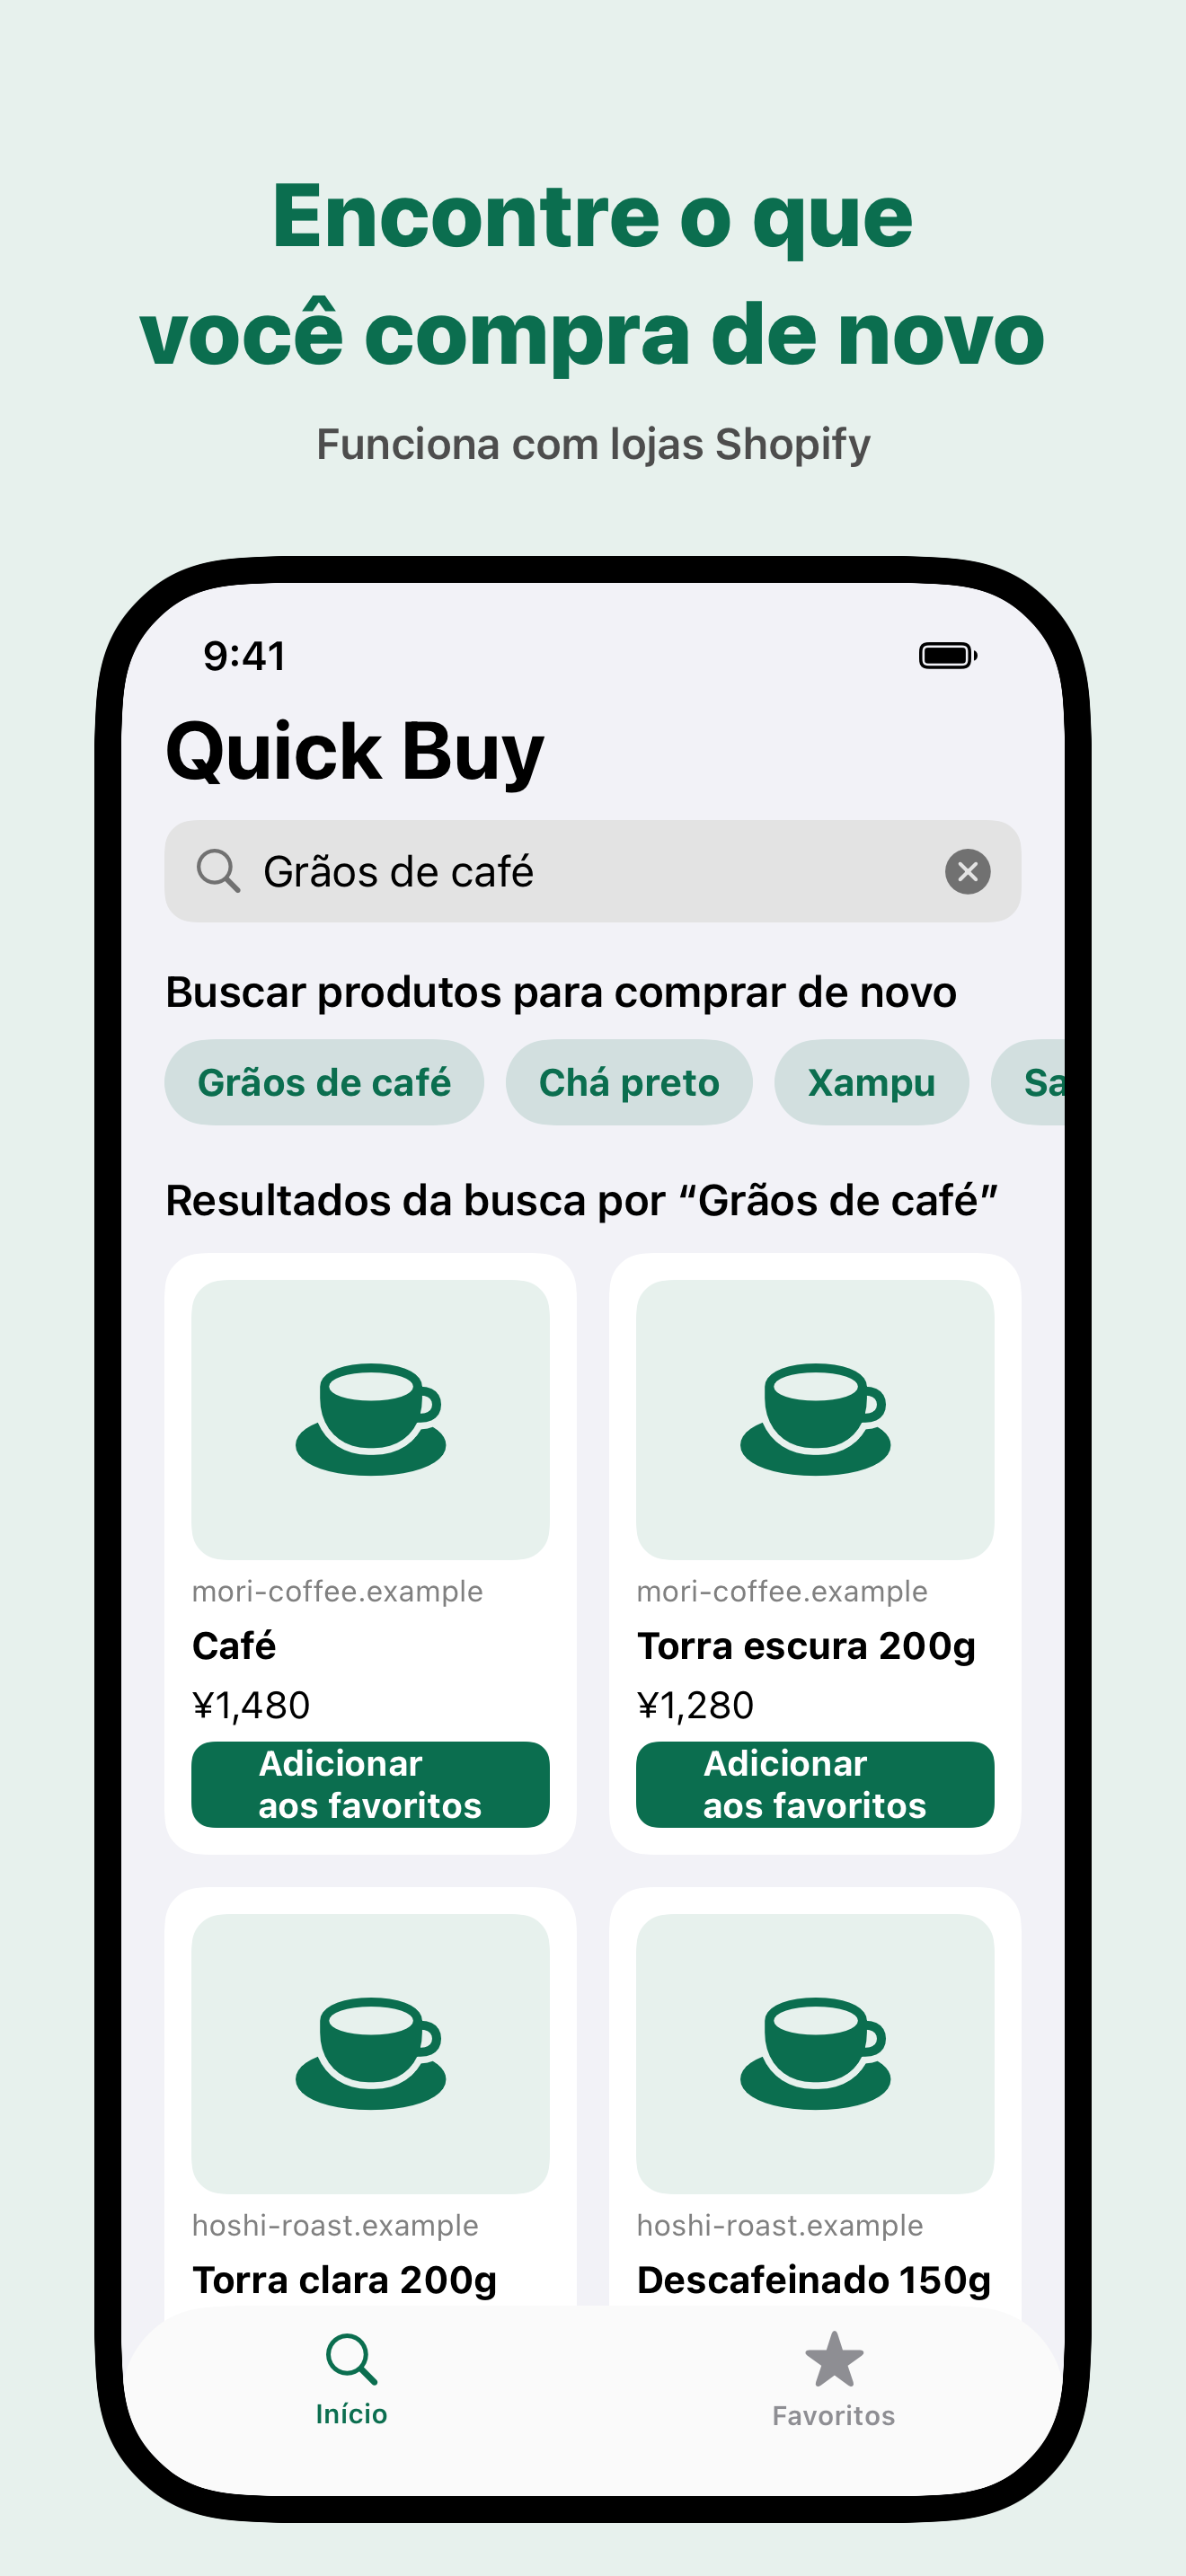 Encontre o que
você compra de novo
Funciona com lojas Shopify
9:41
Quick Buy
Grãos de café
Buscar produtos para comprar de novo
Grãos de café
Chá preto
Xampu
Sa
Resultados da busca por “Grãos de café”
mori-coffee.example
Café
¥1,480
Adicionar
aos favoritos
mori-coffee.example
Torra escura 200g
¥1,280
Adicionar
aos favoritos
hoshi-roast.example
Torra clara 200g
hoshi-roast.example
Descafeinado 150g
Início
Favoritos